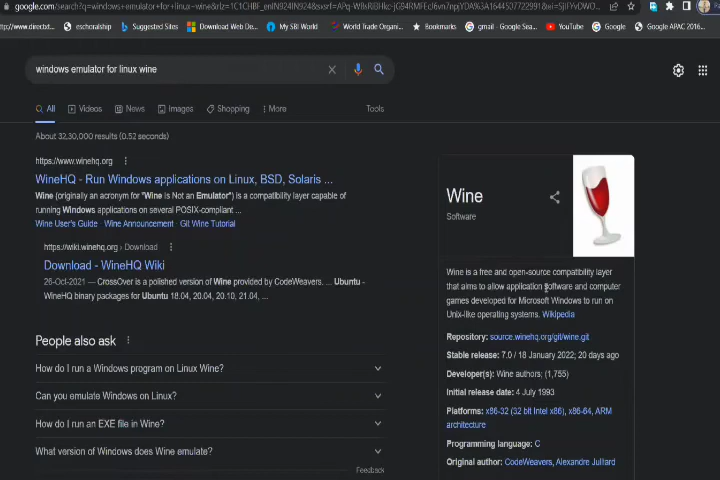 google.com/search?q=windows+emulator+for+linux+wine&rlz=1C1CHBF_enIN924IN924&sxsrf=
eschoralship
Suggested Sites
Download Web De...
My SBI World
World Trade Organi...
Bookmarks
gmail - Google Sea...
YouTube
Google
Google APAC 2016...
windows emulator for linux wine
All
Videos
News
Images
Shopping
More
Tools
About 32,30,000 results (0.52 seconds)
https://www.winehq.org
WineHQ - Run Windows applications on Linux, BSD, Solaris ...
Wine (originally an acronym for "Wine is Not an Emulator") is a compatibility layer capable of
running Windows applications on several POSIX-compliant ...
Wine User's Guide · Wine Announcement · Git Wine Tutorial
https://wiki.winehq.org › Download
Download - WineHQ Wiki
26-Oct-2021 — CrossOver is a polished version of Wine provided by CodeWeavers. ... Ubuntu -
WineHQ binary packages for Ubuntu 18.04, 20.04, 20.10, 21.04, ...
People also ask
How do I run a Windows program on Linux Wine?
Can you emulate Windows on Linux?
How do I run an EXE file in Wine?
What version of Windows does Wine emulate?
Feedback
Wine
Software
Wine is a free and open-source compatibility layer
that aims to allow application software and computer
games developed for Microsoft Windows to run on
Unix-like operating systems. Wikipedia
Repository: source.winehq.org/git/wine.git
Stable release: 7.0 / 18 January 2022; 20 days ago
Developer(s): Wine authors; (1,755)
Initial release date: 4 July 1993
Platforms: x86-32 (32 bit Intel x86), x86-64, ARM
architecture
Programming language: C
Original author: CodeWeavers, Alexandre Julliard